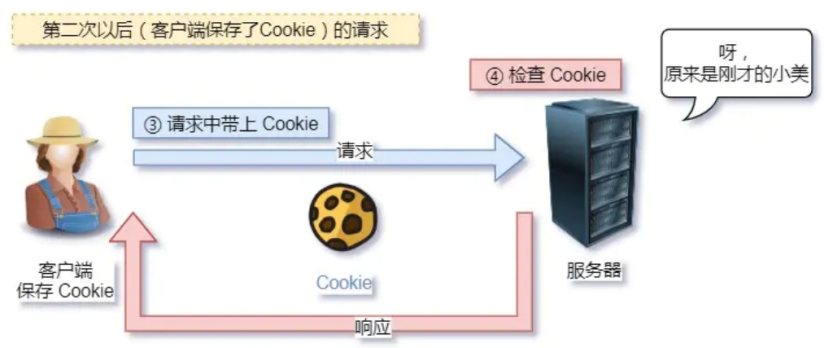 第二次以后（客户端保存了Cookie）的请求
④ 检查 Cookie
呀，
原来是刚才的小美
③ 请求中带上 Cookie
请求
客户端
保存 Cookie
Cookie
服务器
响应